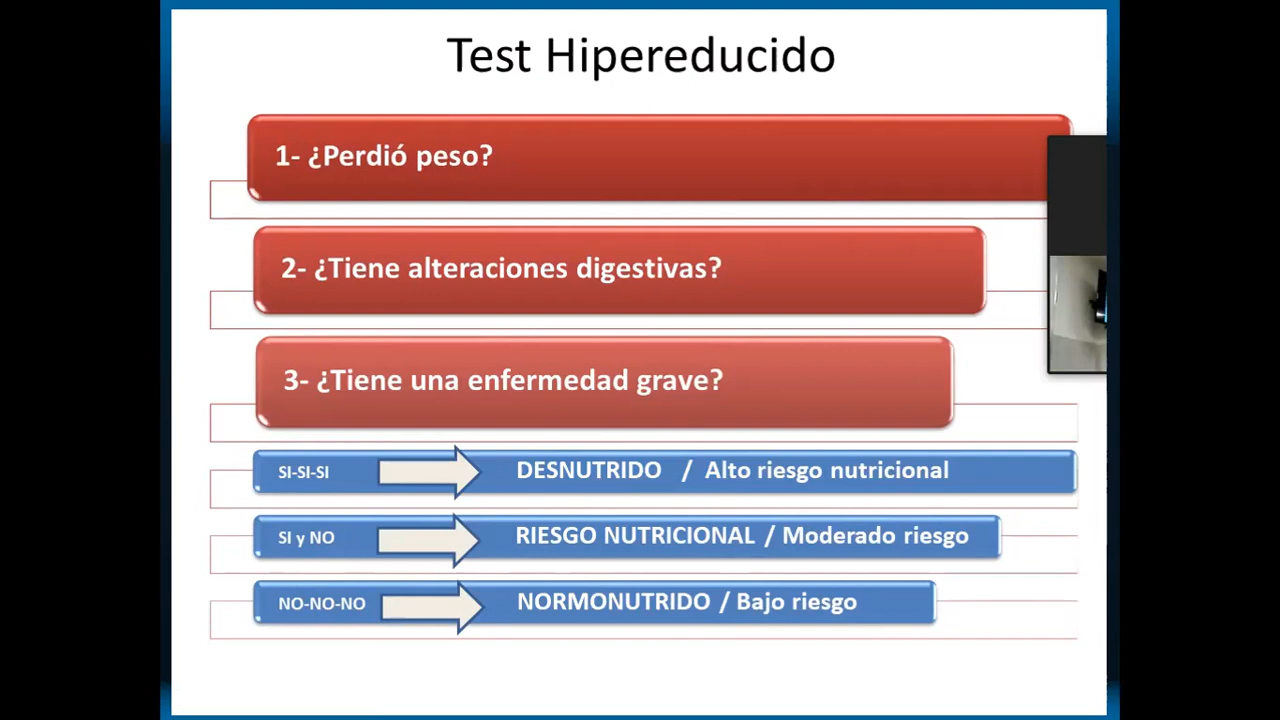 Test Hipereducido
1- ¿Perdió peso?
2- ¿Tiene alteraciones digestivas?
3- ¿Tiene una enfermedad grave?
SI-SI-SI DESNUTRIDO / Alto riesgo nutricional
SI y NO RIESGO NUTRICIONAL / Moderado riesgo
NO-NO-NO NORMONUTRIDO / Bajo riesgo